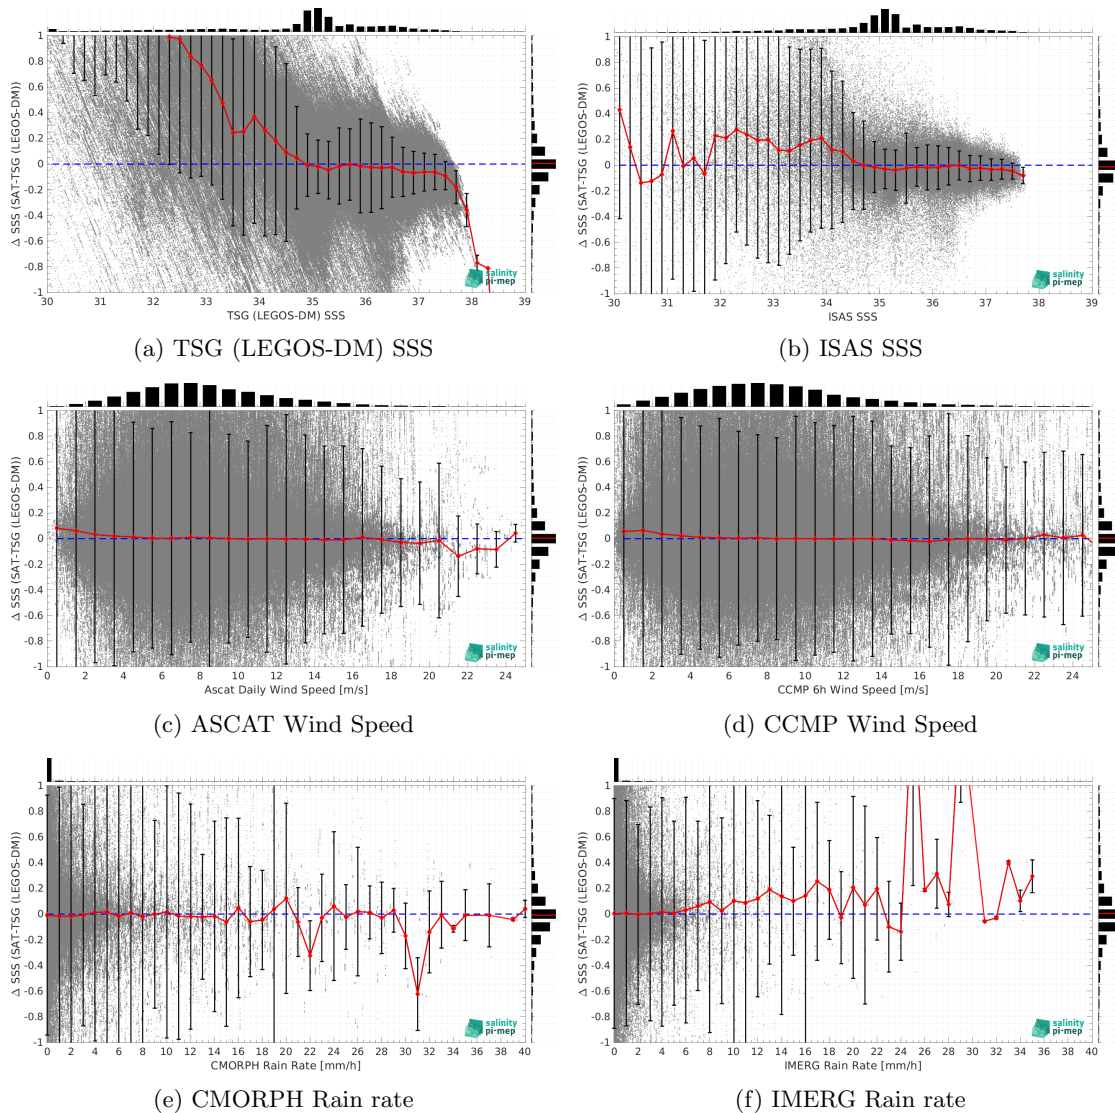 Δ SSS (SAT-TSG (LEGOS-DM))
1
0.8
0.6
0.4
0.2
0
-0.2
-0.4
-0.6
-0.8
-1
30 31 32 33 34 35 36 37 38 39
TSG (LEGOS-DM) SSS
salinity
pi-mep
(a) TSG (LEGOS-DM) SSS
Δ SSS (SAT-TSG (LEGOS-DM))
1
0.8
0.6
0.4
0.2
0
-0.2
-0.4
-0.6
-0.8
-1
30 31 32 33 34 35 36 37 38 39
ISAS SSS
salinity
pi-mep
(b) ISAS SSS
Δ SSS (SAT-TSG (LEGOS-DM))
1
0.8
0.6
0.4
0.2
0
-0.2
-0.4
-0.6
-0.8
-1
0 2 4 6 8 10 12 14 16 18 20 22 24
Ascat Daily Wind Speed [m/s]
salinity
pi-mep
(c) ASCAT Wind Speed
Δ SSS (SAT-TSG (LEGOS-DM))
1
0.8
0.6
0.4
0.2
0
-0.2
-0.4
-0.6
-0.8
-1
0 2 4 6 8 10 12 14 16 18 20 22 24
CCMP 6h Wind Speed [m/s]
salinity
pi-mep
(d) CCMP Wind Speed
Δ SSS (SAT-TSG (LEGOS-DM))
1
0.8
0.6
0.4
0.2
0
-0.2
-0.4
-0.6
-0.8
-1
0 2 4 6 8 10 12 14 16 18 20 22 24 26 28 30 32 34 36 38 40
CMORPH Rain Rate [mm/h]
salinity
pi-mep
(e) CMORPH Rain rate
Δ SSS (SAT-TSG (LEGOS-DM))
1
0.8
0.6
0.4
0.2
0
-0.2
-0.4
-0.6
-0.8
-1
0 2 4 6 8 10 12 14 16 18 20 22 24 26 28 30 32 34 36 38 40
IMERG Rain Rate [mm/h]
salinity
pi-mep
(f) IMERG Rain rate